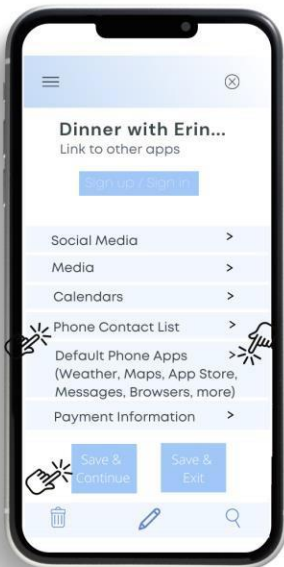 Dinner with Erin...
Link to other apps
Sign up / Sign in
Social Media >
Media >
Calendars >
Phone Contact List >
Default Phone Apps >
(Weather, Maps, App Store,
Messages, Browsers, more)
Payment Information >
Save & Continue
Save & Exit